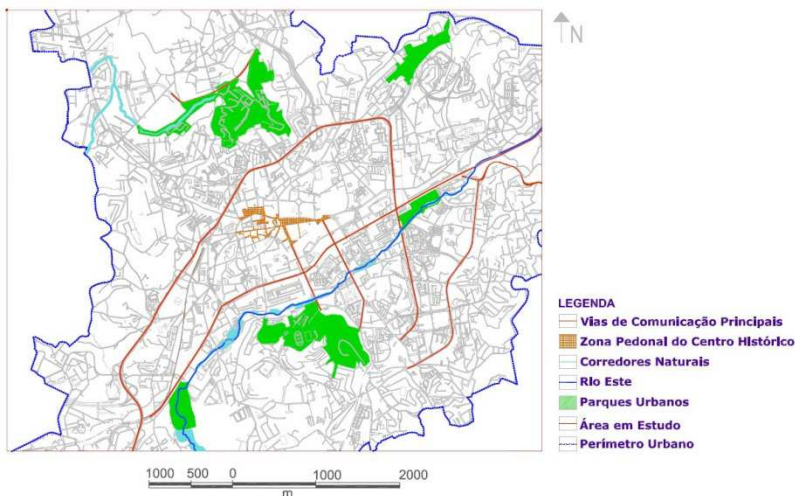 N
LEGENDA
Vias de Comunicação Principais
Zona Pedonal do Centro Histórico
Corredores Naturais
Rio Este
Parques Urbanos
Área em Estudo
Perímetro Urbano
1000 500 0 1000 2000
m